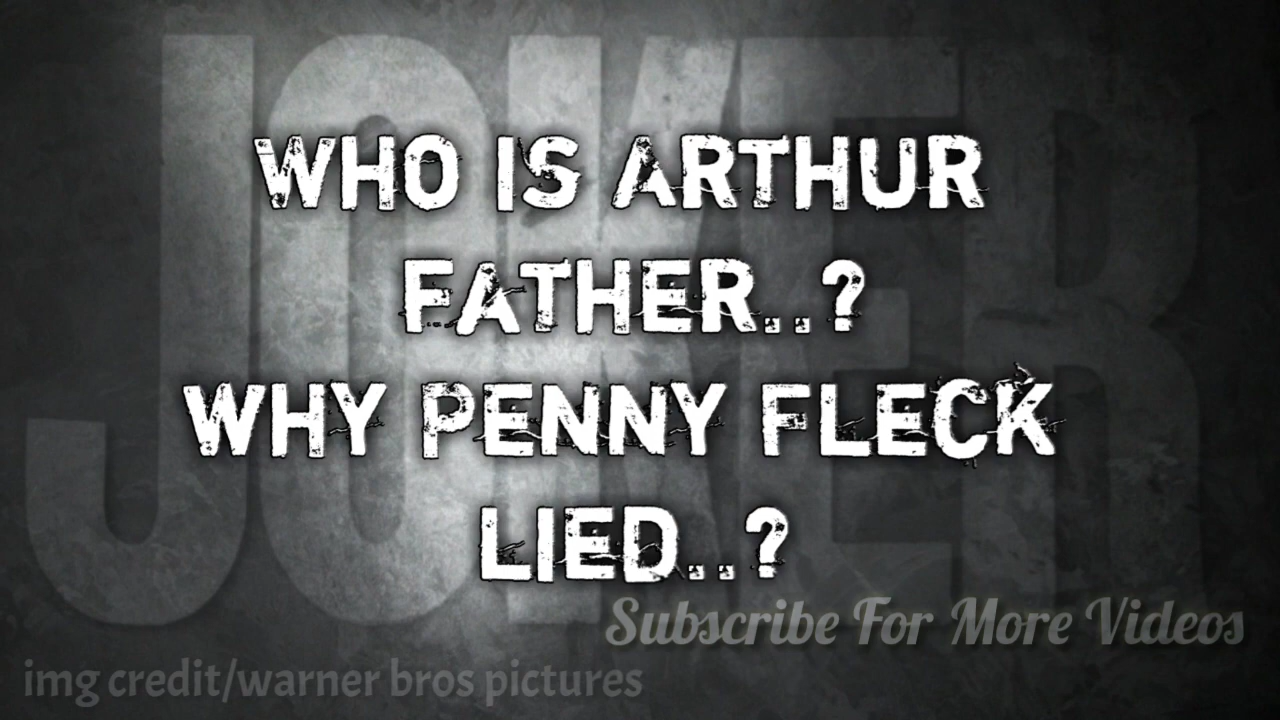 JOKER
WHO IS ARTHUR
FATHER..?
WHY PENNY FLECK
LIED..?
Subscribe For More Videos
img credit/warner bros pictures